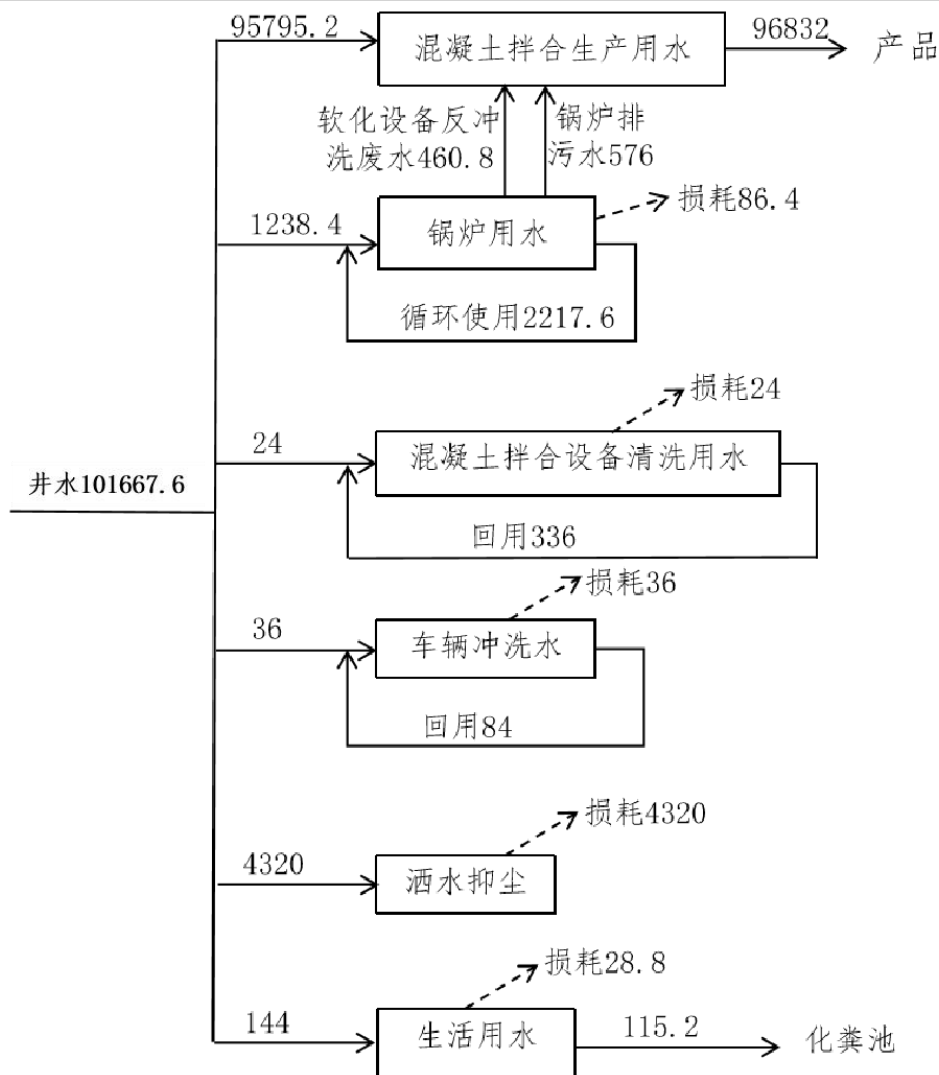 95795.2
混凝土拌合生产用水
96832
产品
软化设备反冲
洗废水460.8
锅炉排
污水576
1238.4
锅炉用水
损耗86.4
循环使用2217.6
损耗24
24
混凝土拌合设备清洗用水
井水101667.6
回用336
损耗36
36
车辆冲洗水
回用84
损耗4320
4320
洒水抑尘
损耗28.8
144
生活用水
115.2
化粪池